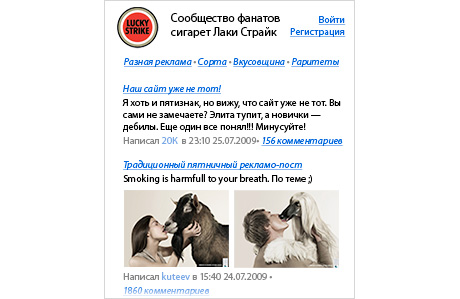 LUCKY
STRIKE
Сообщество фанатов
сигарет Лаки Страйк
Войти
Регистрация
Разная реклама • Сорта • Вкусовщина • Раритеты
Наш сайт уже не тот!
Я хоть и пятизнак, но вижу, что сайт уже не тот. Вы
сами не замечаете? Элита тупит, а новички —
дебилы. Еще один все понял!!! Минусуйте!
Написал 20K в 23:10 25.07.2009 • 156 комментариев
Традиционный пятничный рекламо-пост
Smoking is harmfull to your breath. По теме ;)
Написал kuteev в 15:40 24.07.2009 •
1860 комментариев